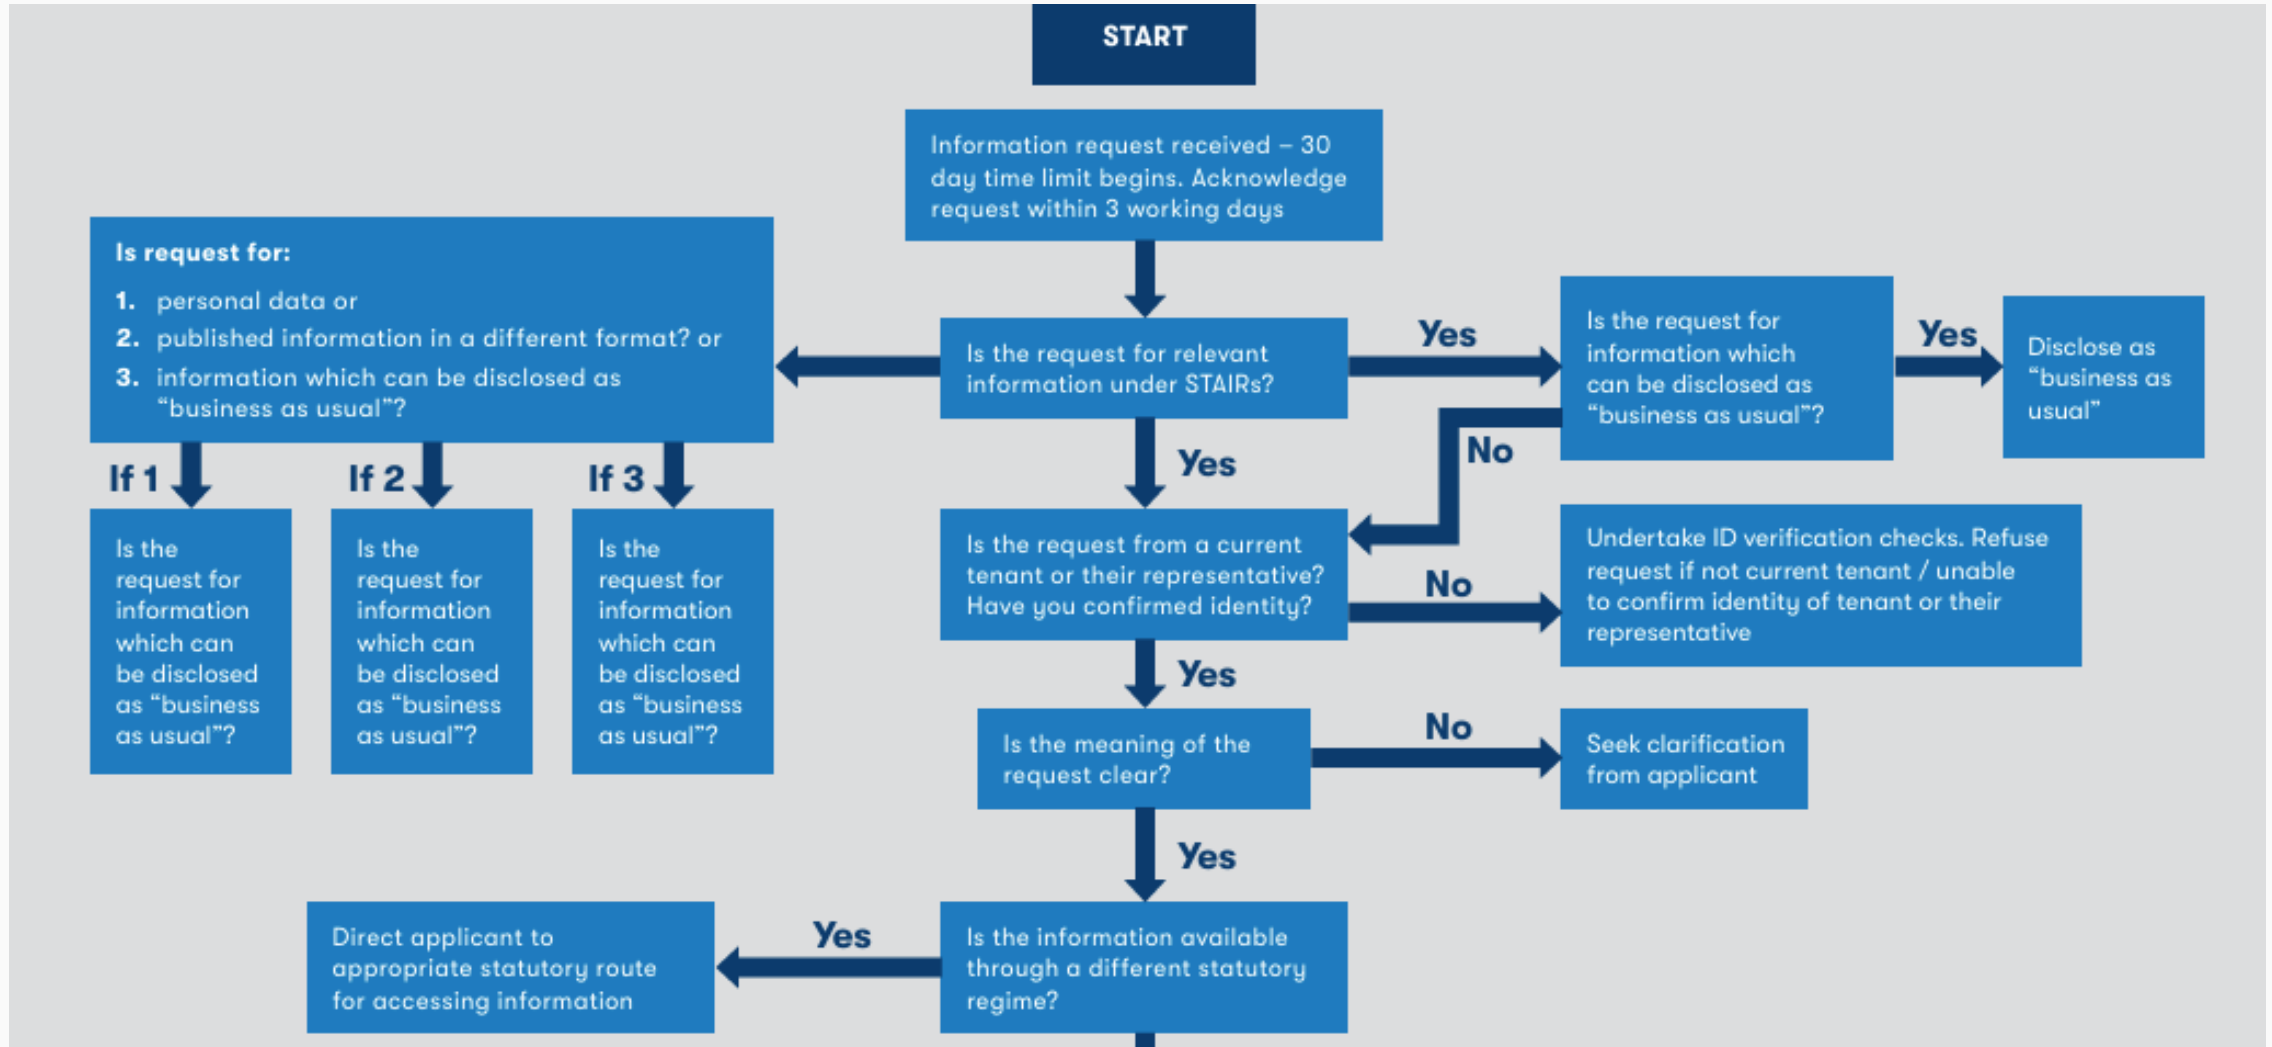 START
Information request received – 30
day time limit begins. Acknowledge
request within 3 working days
Is request for:
1. personal data or
2. published information in a different format? or
3. information which can be disclosed as
“business as usual”?
Is the request for relevant
information under STAIRs?
Yes
Is the request for
information which
can be disclosed as
“business as usual”?
Yes
Disclose as
“business as
usual”
If 1
If 2
If 3
Yes
No
Is the
request for
information
which can
be disclosed
as “business
as usual”?
Is the
request for
information
which can
be disclosed
as “business
as usual”?
Is the
request for
information
which can
be disclosed
as “business
as usual”?
Is the request from a current
tenant or their representative?
Have you confirmed identity?
No
Undertake ID verification checks. Refuse
request if not current tenant / unable
to confirm identity of tenant or their
representative
Yes
Is the meaning of the
request clear?
No
Seek clarification
from applicant
Yes
Direct applicant to
appropriate statutory route
for accessing information
Yes
Is the information available
through a different statutory
regime?